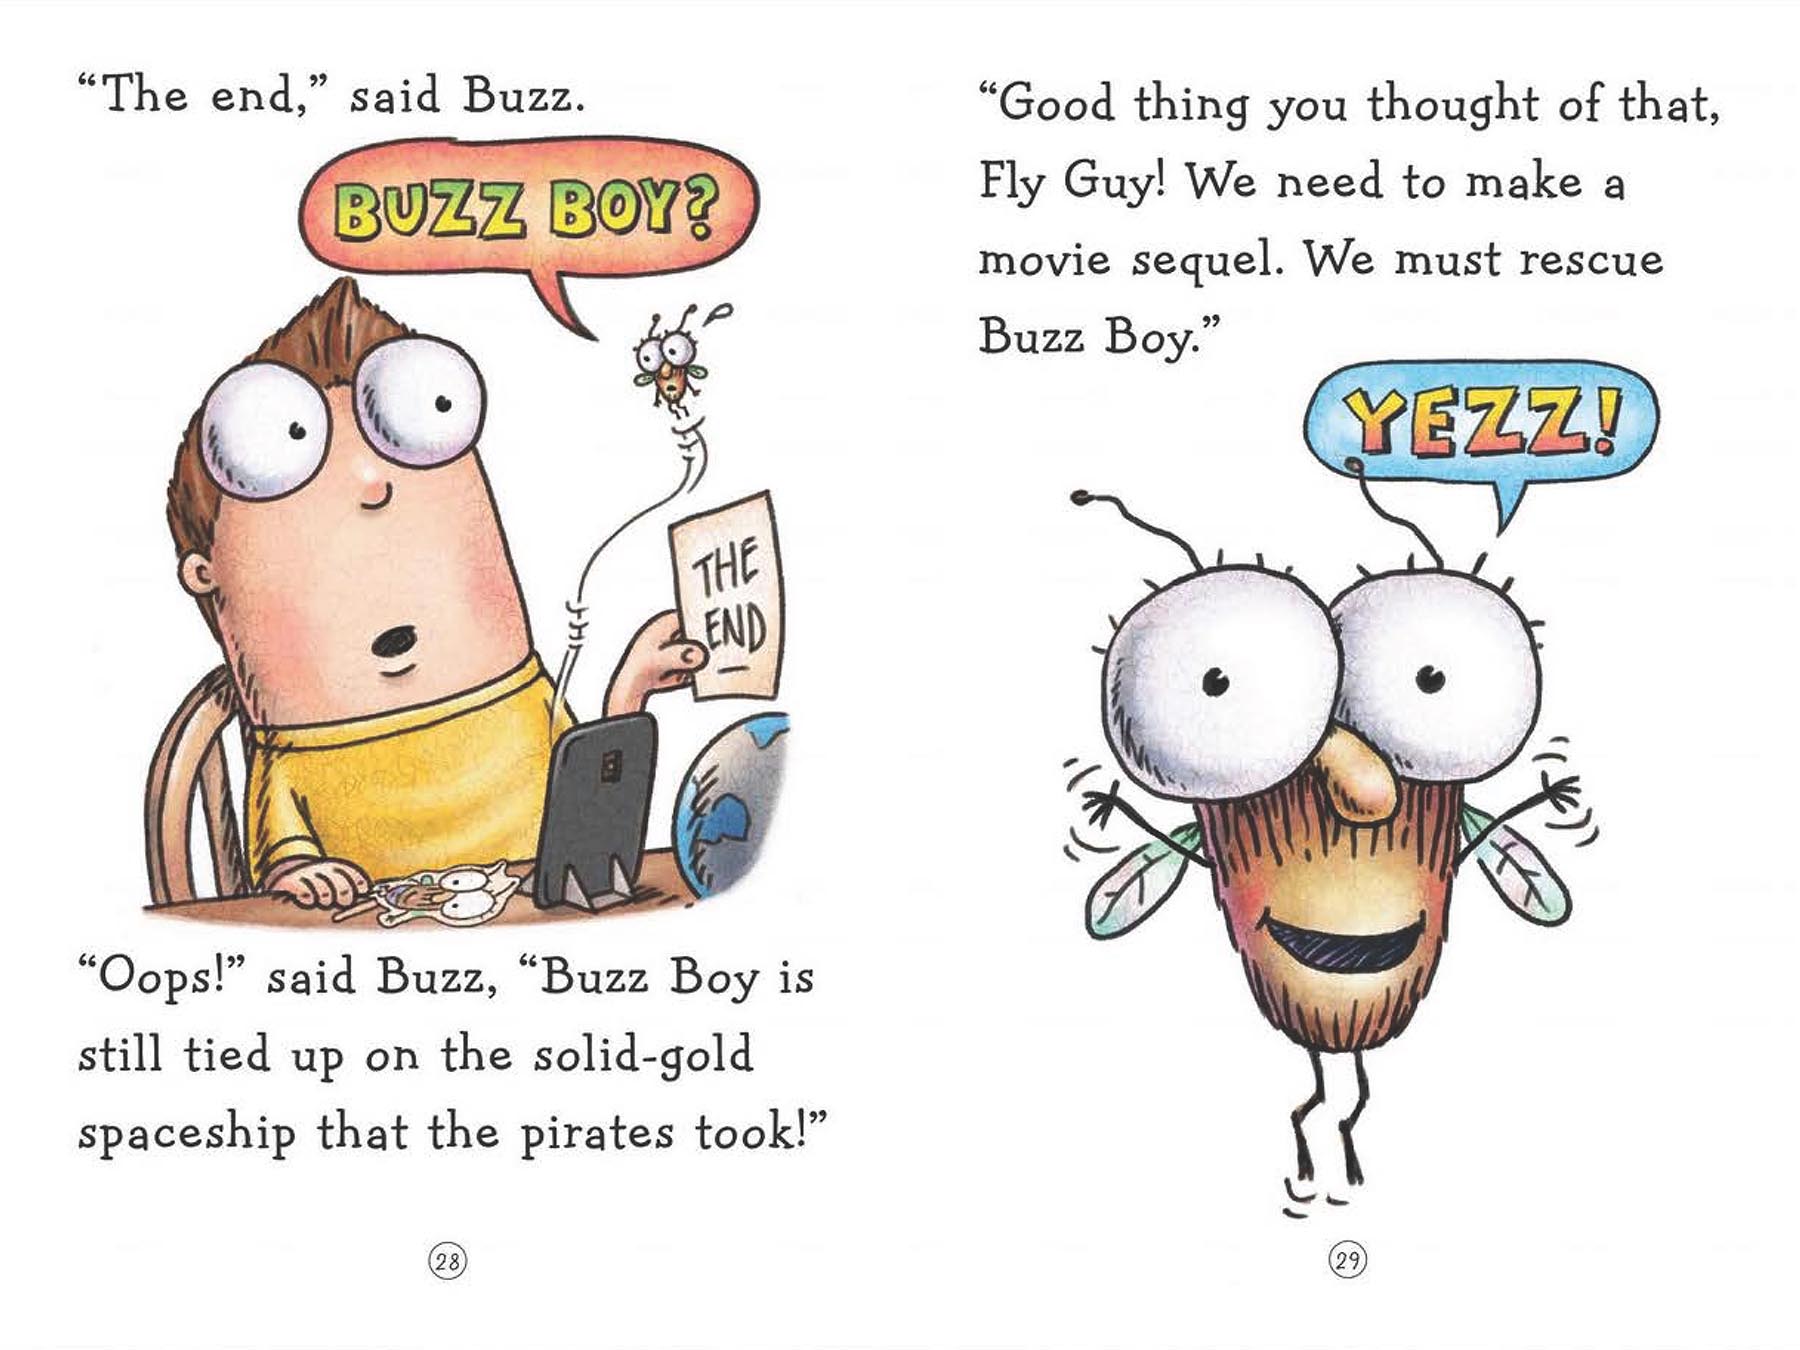 “The end,” said Buzz.
BUZZ BOY?
THE
END
“Oops!” said Buzz, “Buzz Boy is
still tied up on the solid-gold
spaceship that the pirates took!”
28
“Good thing you thought of that,
Fly Guy! We need to make a
movie sequel. We must rescue
Buzz Boy.”
YEZZ!
29